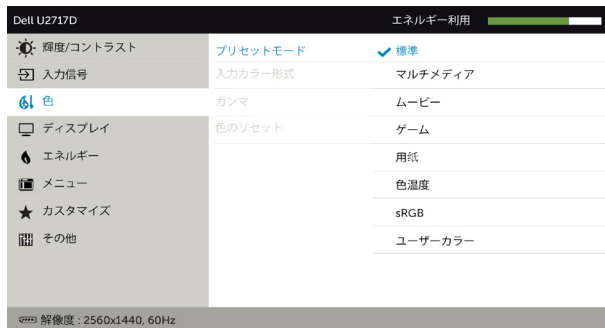 Dell U2717D エネルギー利用
輝度/コントラスト プリセットモード 標準
入力信号 入力カラー形式 マルチメディア
色 ガンマ ムービー
ディスプレイ 色のリセット ゲーム
エネルギー 用紙
メニュー 色温度
カスタマイズ sRGB
その他 ユーザーカラー
解像度 : 2560x1440, 60Hz